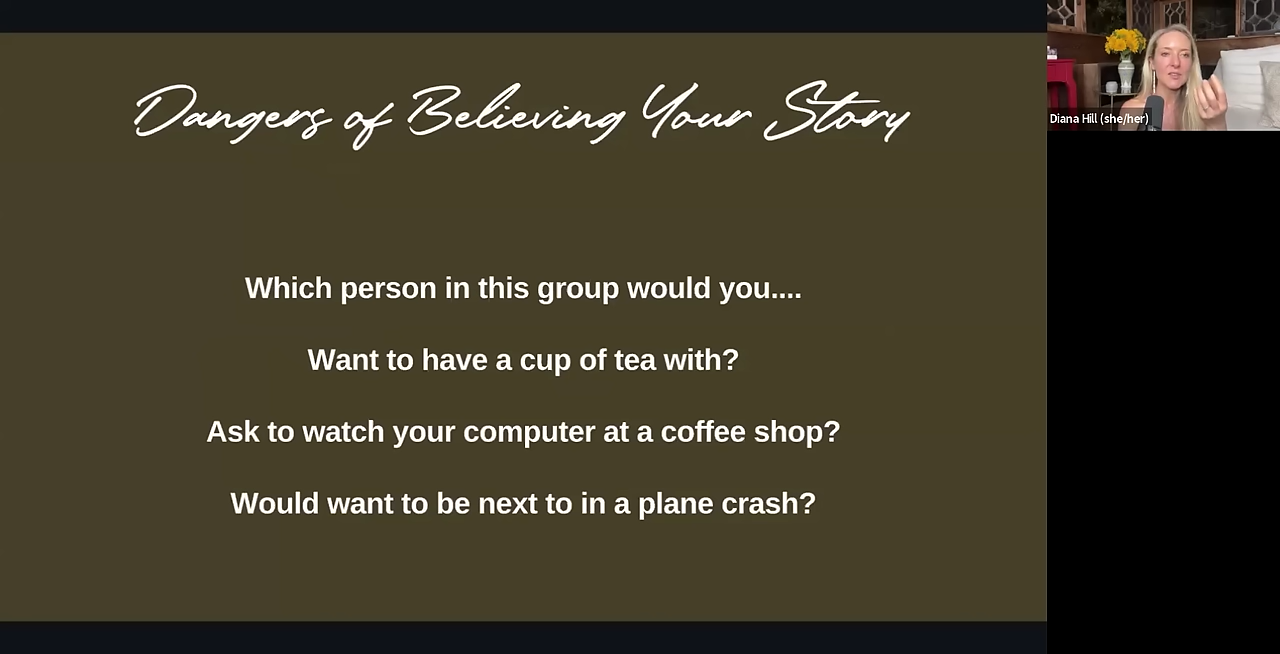 Dangers of Believing Your Story
Diana Hill (she/her)
Which person in this group would you....
Want to have a cup of tea with?
Ask to watch your computer at a coffee shop?
Would want to be next to in a plane crash?